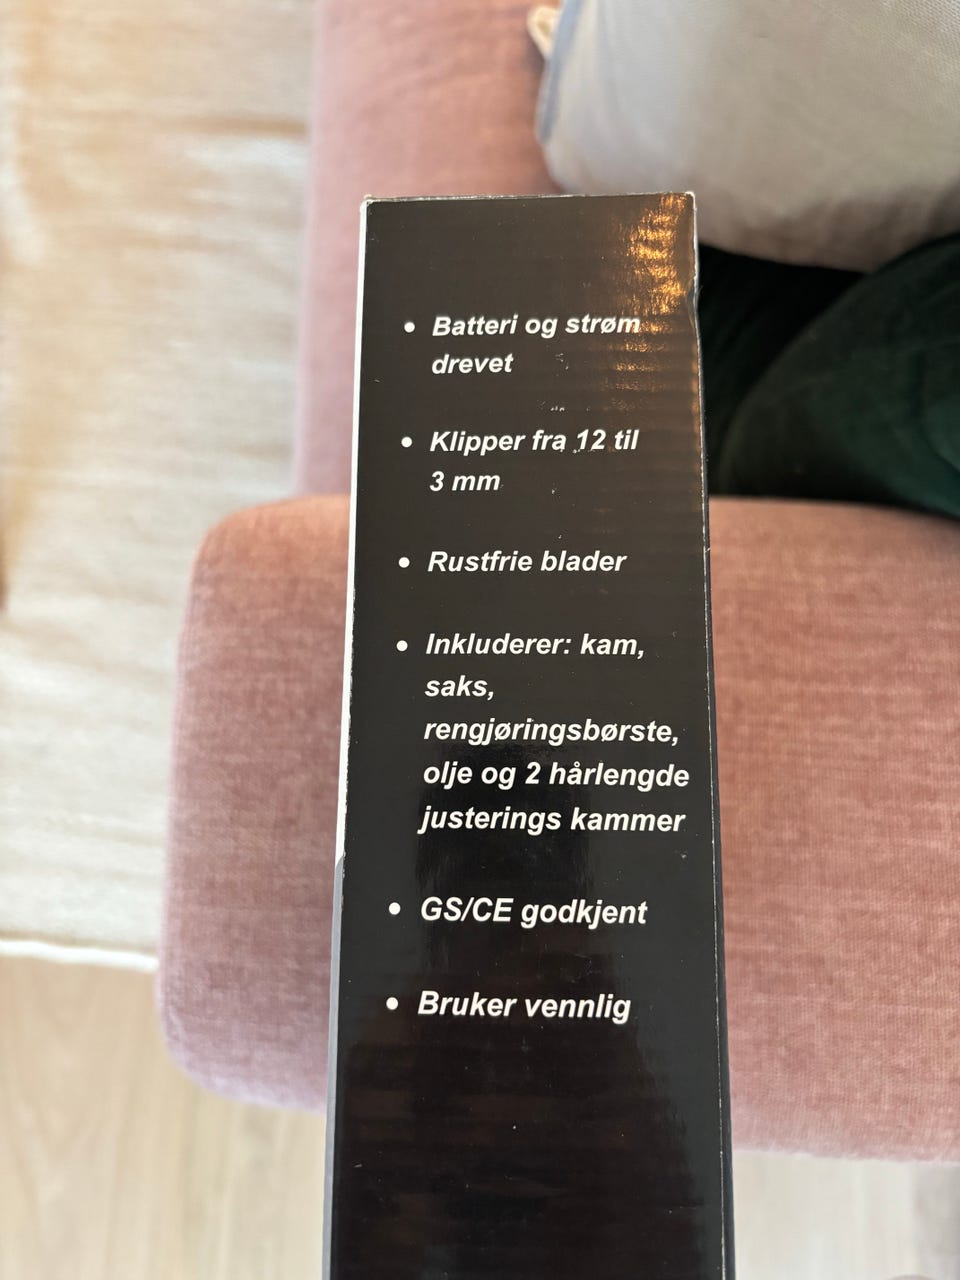 • Batteri og strøm
drevet
• Klipper fra 12 til
3 mm
• Rustfrie blader
• Inkluderer: kam,
saks,
rengjøringsbørste,
olje og 2 hårlengde
justerings kammer
• GS/CE godkjent
• Bruker vennlig